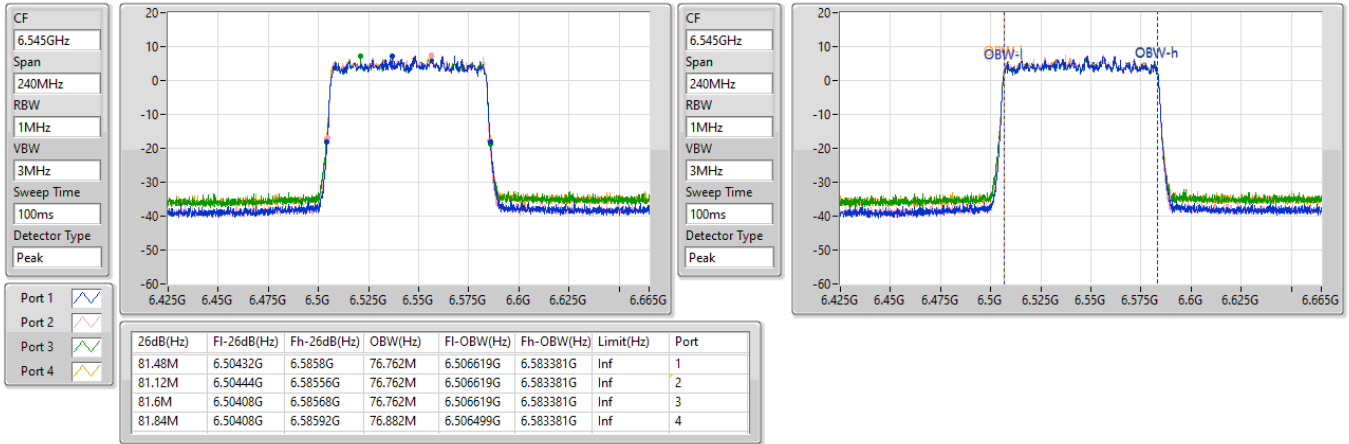 CF
6.545GHz
Span
240MHz
RBW
1MHz
VBW
3MHz
Sweep Time
100ms
Detector Type
Peak
20
10
0
-10
-20
-30
-40
-50
-60
6.425G 6.45G 6.475G 6.5G 6.525G 6.55G 6.575G 6.6G 6.625G 6.665G
CF
6.545GHz
Span
240MHz
RBW
1MHz
VBW
3MHz
Sweep Time
100ms
Detector Type
Peak
20
10
0
-10
-20
-30
-40
-50
-60
OBW-l OBW-h
6.425G 6.45G 6.475G 6.5G 6.525G 6.55G 6.575G 6.6G 6.625G 6.665G
Port 1
Port 2
Port 3
Port 4
26dB(Hz) Fl-26dB(Hz) Fh-26dB(Hz) OBW(Hz) Fl-OBW(Hz) Fh-OBW(Hz) Limit(Hz) Port
81.48M 6.50432G 6.5858G 76.762M 6.506619G 6.583381G Inf 1
81.12M 6.50444G 6.58556G 76.762M 6.506619G 6.583381G Inf 2
81.6M 6.50408G 6.58568G 76.762M 6.506619G 6.583381G Inf 3
81.84M 6.50408G 6.58592G 76.882M 6.506499G 6.583381G Inf 4